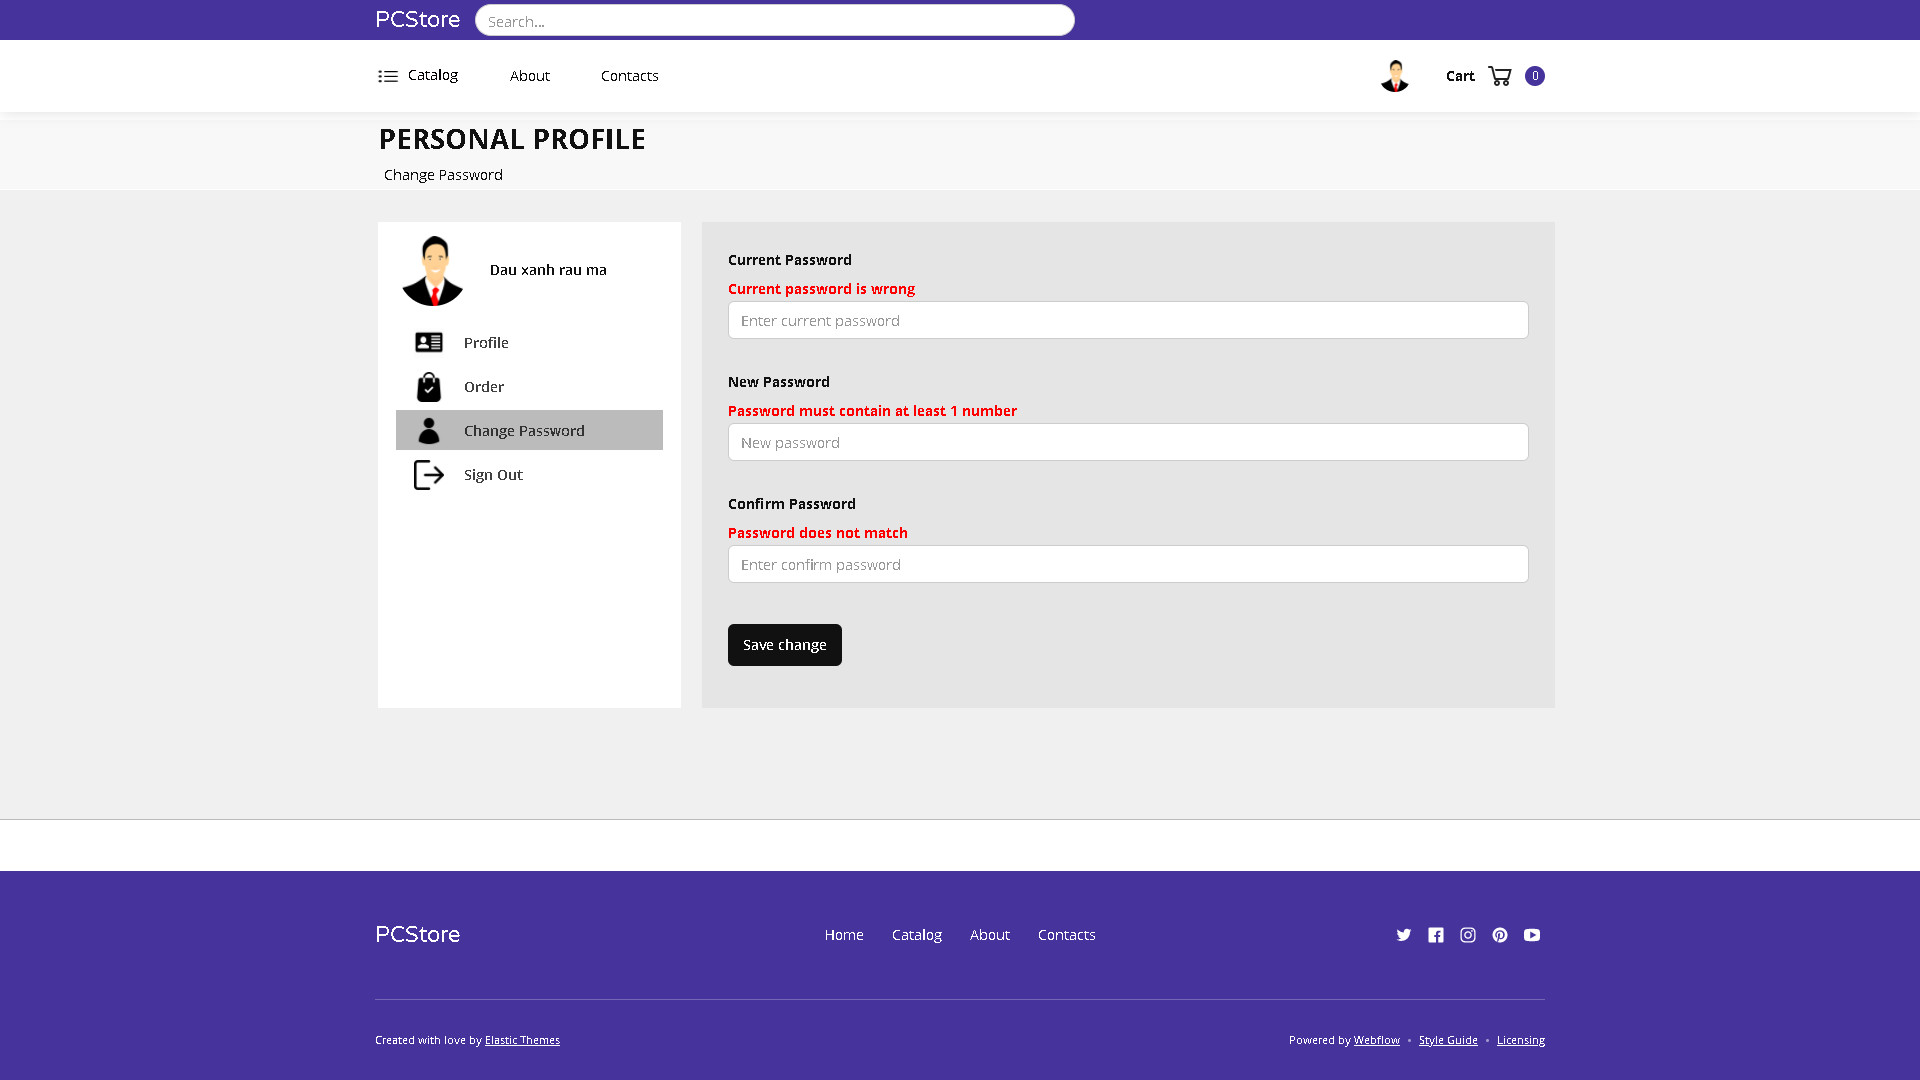 PCStore
Search...
Catalog
About
Contacts
Cart
0
PERSONAL PROFILE
Change Password
Dau xanh rau ma
Profile
Order
Change Password
Sign Out
Current Password
Current password is wrong
Enter current password
New Password
Password must contain at least 1 number
New password
Confirm Password
Password does not match
Enter confirm password
Save change
PCStore
Home
Catalog
About
Contacts
Created with love by Elastic Themes
Powered by Webflow • Style Guide • Licensing